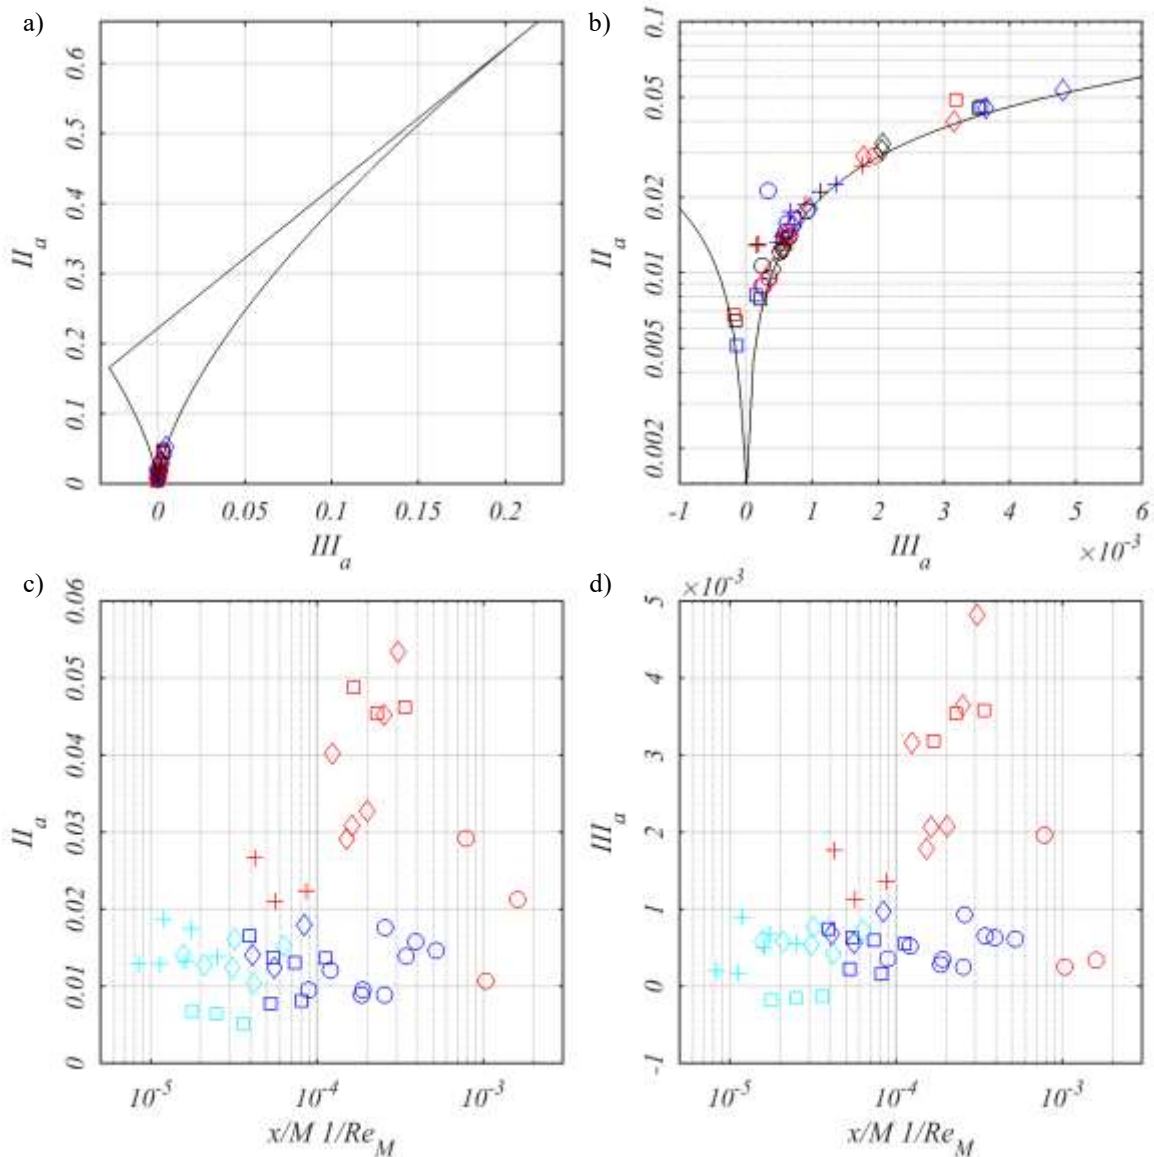 a)
0.6
0.5
0.4
0.3
0.2
0.1
0
II_a
0 0.05 0.1 0.15 0.2
III_a
b)
0.1
0.05
0.02
0.01
0.005
0.002
II_a
-1 0 1 2 3 4 5 6
III_a ×10^-3
c)
0.06
0.05
0.04
0.03
0.02
0.01
0
II_a
10^-5 10^-4 10^-3
x/M 1/Re_M
d)
×10^-3
5
4
3
2
1
0
-1
III_a
10^-5 10^-4 10^-3
x/M 1/Re_M